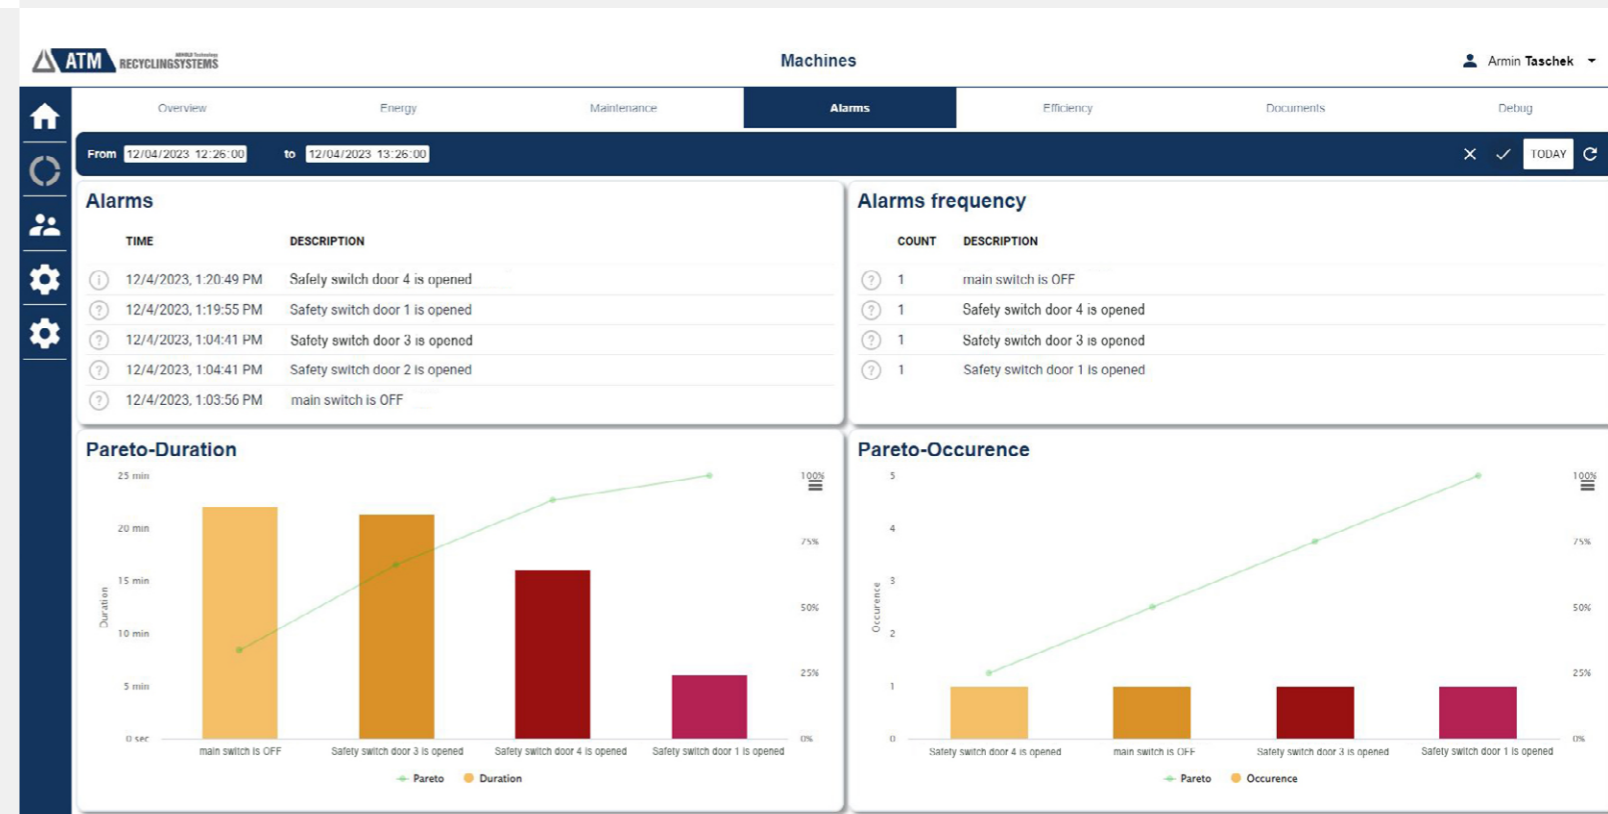 ATM ARNOLD Technology
RECYCLINGSYSTEMS
Machines
Armin Taschek
Overview Energy Maintenance Alarms Efficiency Documents Debug
From 12/04/2023 12:26:00 to 12/04/2023 13:26:00 TODAY
Alarms
TIME DESCRIPTION
12/4/2023, 1:20:49 PM Safety switch door 4 is opened
12/4/2023, 1:19:55 PM Safety switch door 1 is opened
12/4/2023, 1:04:41 PM Safety switch door 3 is opened
12/4/2023, 1:04:41 PM Safety switch door 2 is opened
12/4/2023, 1:03:56 PM main switch is OFF
Alarms frequency
COUNT DESCRIPTION
1 main switch is OFF
1 Safety switch door 4 is opened
1 Safety switch door 3 is opened
1 Safety switch door 1 is opened
Pareto-Duration
25 min
20 min
15 min
10 min
5 min
0 sec
Duration
100%
75%
50%
25%
0%
main switch is OFF Safety switch door 3 is opened Safety switch door 4 is opened Safety switch door 1 is opened
Pareto Duration
Pareto-Occurence
5
4
3
2
1
0
Occurence
100%
75%
50%
25%
0%
Safety switch door 4 is opened main switch is OFF Safety switch door 3 is opened Safety switch door 1 is opened
Pareto Occurence